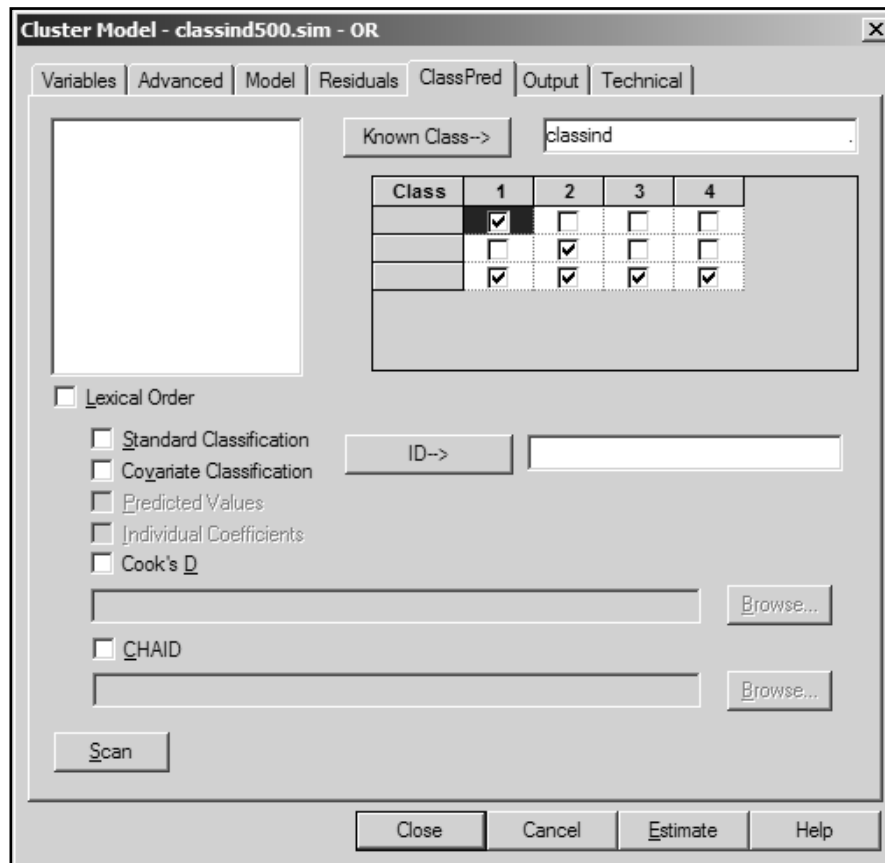 Cluster Model - classind500.sim - OR
Variables Advanced Model Residuals ClassPred Output Technical
Known Class--> classind .
Class 1 2 3 4
Lexical Order
Standard Classification
ID-->
Covariate Classification
Predicted Values
Individual Coefficients
Cook's D
Browse...
CHAID
Browse...
Scan
Close Cancel Estimate Help